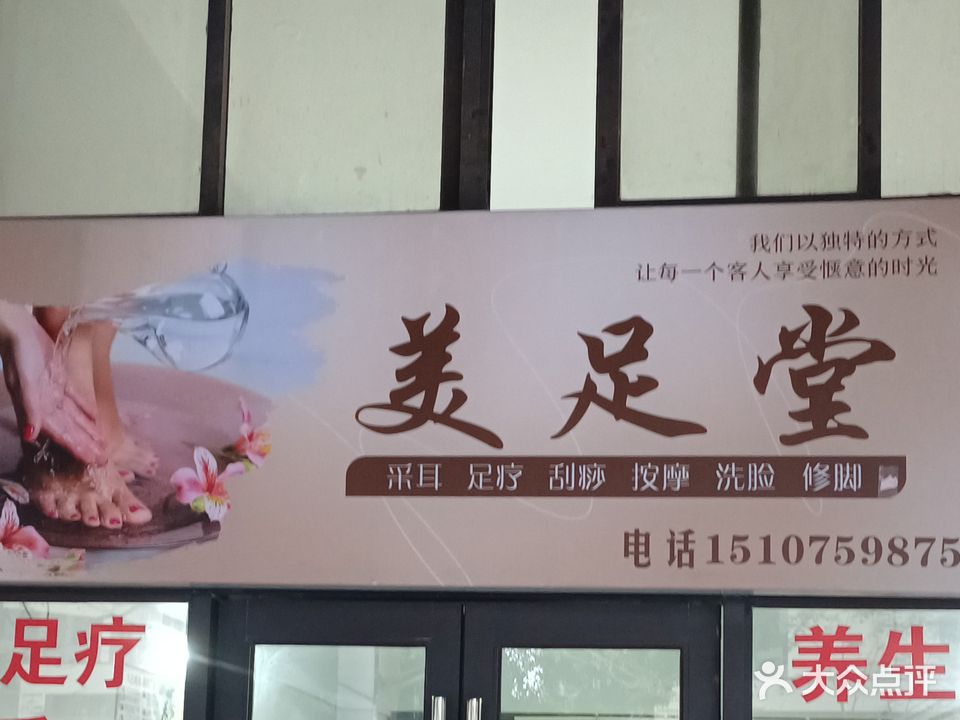 我们以独特的方式
让每一个客人享受惬意的时光
美足堂
采耳 足疗 刮痧 按摩 洗脸 修脚
电话1510759875
足疗
养生
大众点评